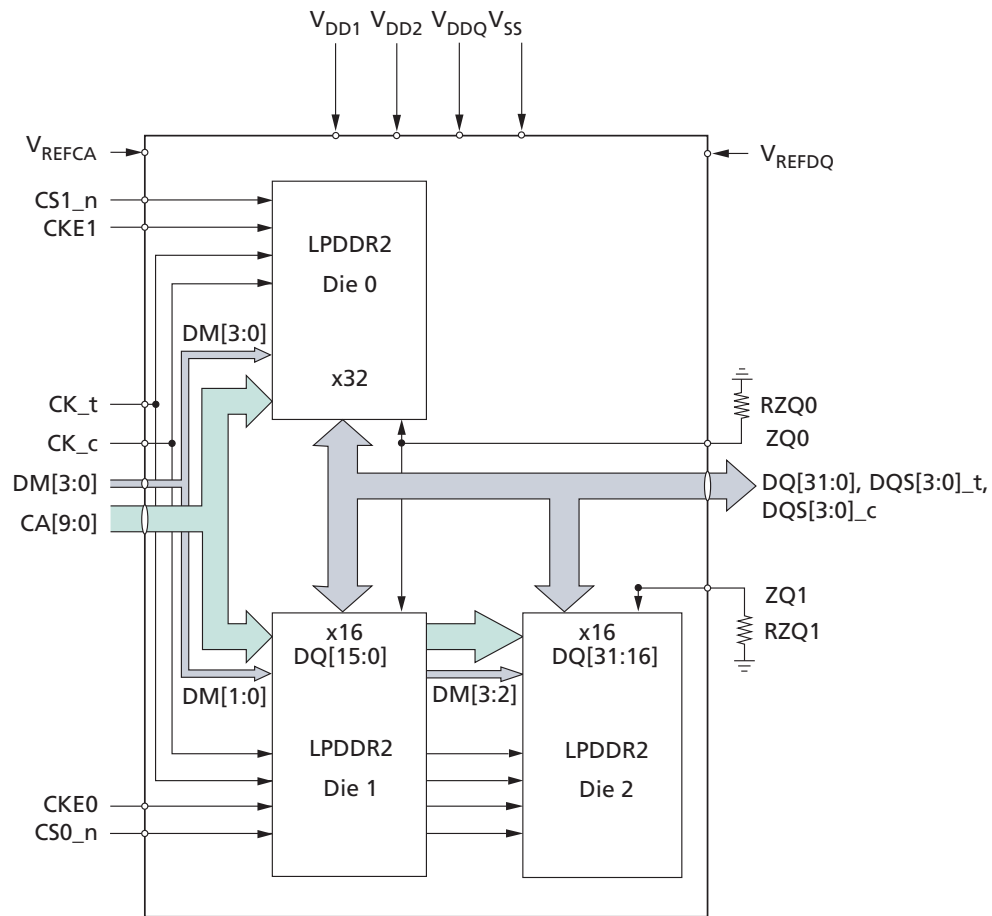 VDD1 VDD2 VDDQ VSS
VREFCA
VREFDQ
CS1_n
CKE1
LPDDR2
Die 0
DM[3:0]
x32
CK_t
RZQ0
CK_c
ZQ0
DM[3:0]
DQ[31:0], DQS[3:0]_t,
DQS[3:0]_c
CA[9:0]
ZQ1
RZQ1
x16
DQ[15:0]
x16
DQ[31:16]
DM[1:0]
DM[3:2]
LPDDR2
Die 1
LPDDR2
Die 2
CKE0
CS0_n